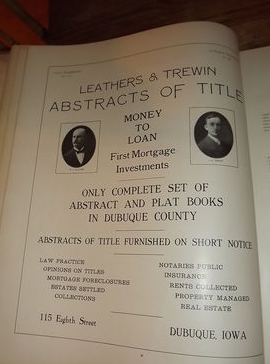 LEATHERS & TREWIN
ABSTRACTS OF TITLE
MONEY
TO
LOAN
First Mortgage
Investments
ONLY COMPLETE SET OF
ABSTRACT AND PLAT BOOKS
IN DUBUQUE COUNTY
ABSTRACTS OF TITLE FURNISHED ON SHORT NOTICE
LAW PRACTICE
OPINIONS ON TITLES
MORTGAGE FORECLOSURES
ESTATES SETTLED
COLLECTIONS
NOTARIES PUBLIC
INSURANCE
RENTS COLLECTED
PROPERTY MANAGED
REAL ESTATE
115 Eighth Street
DUBUQUE, IOWA